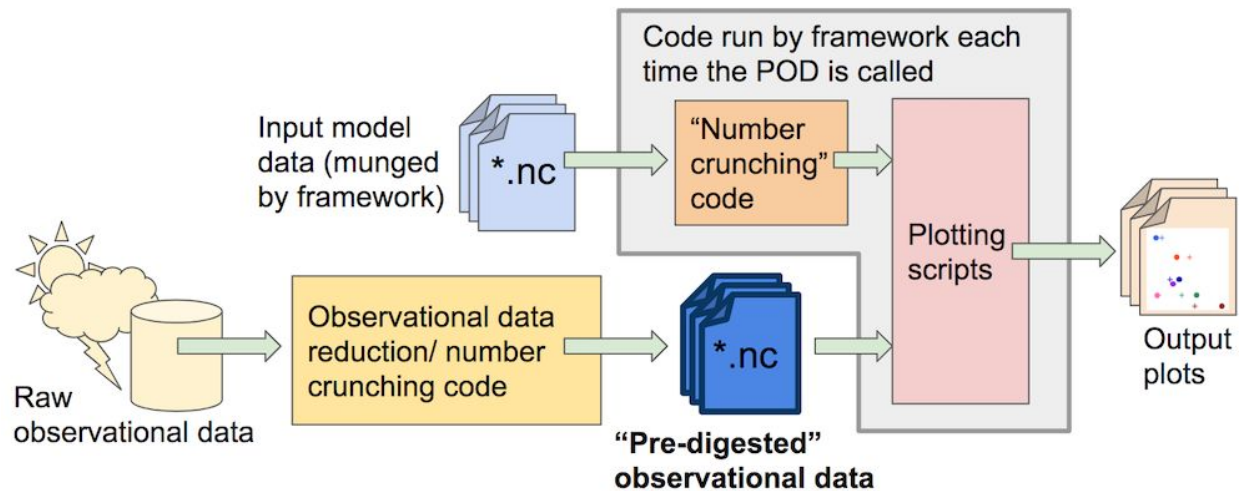 Code run by framework each
time the POD is called
Input model
data (munged
by framework)
*.nc
“Number
crunching”
code
Plotting
scripts
Raw
observational data
Observational data
reduction/ number
crunching code
*.nc
“Pre-digested”
observational data
Output
plots